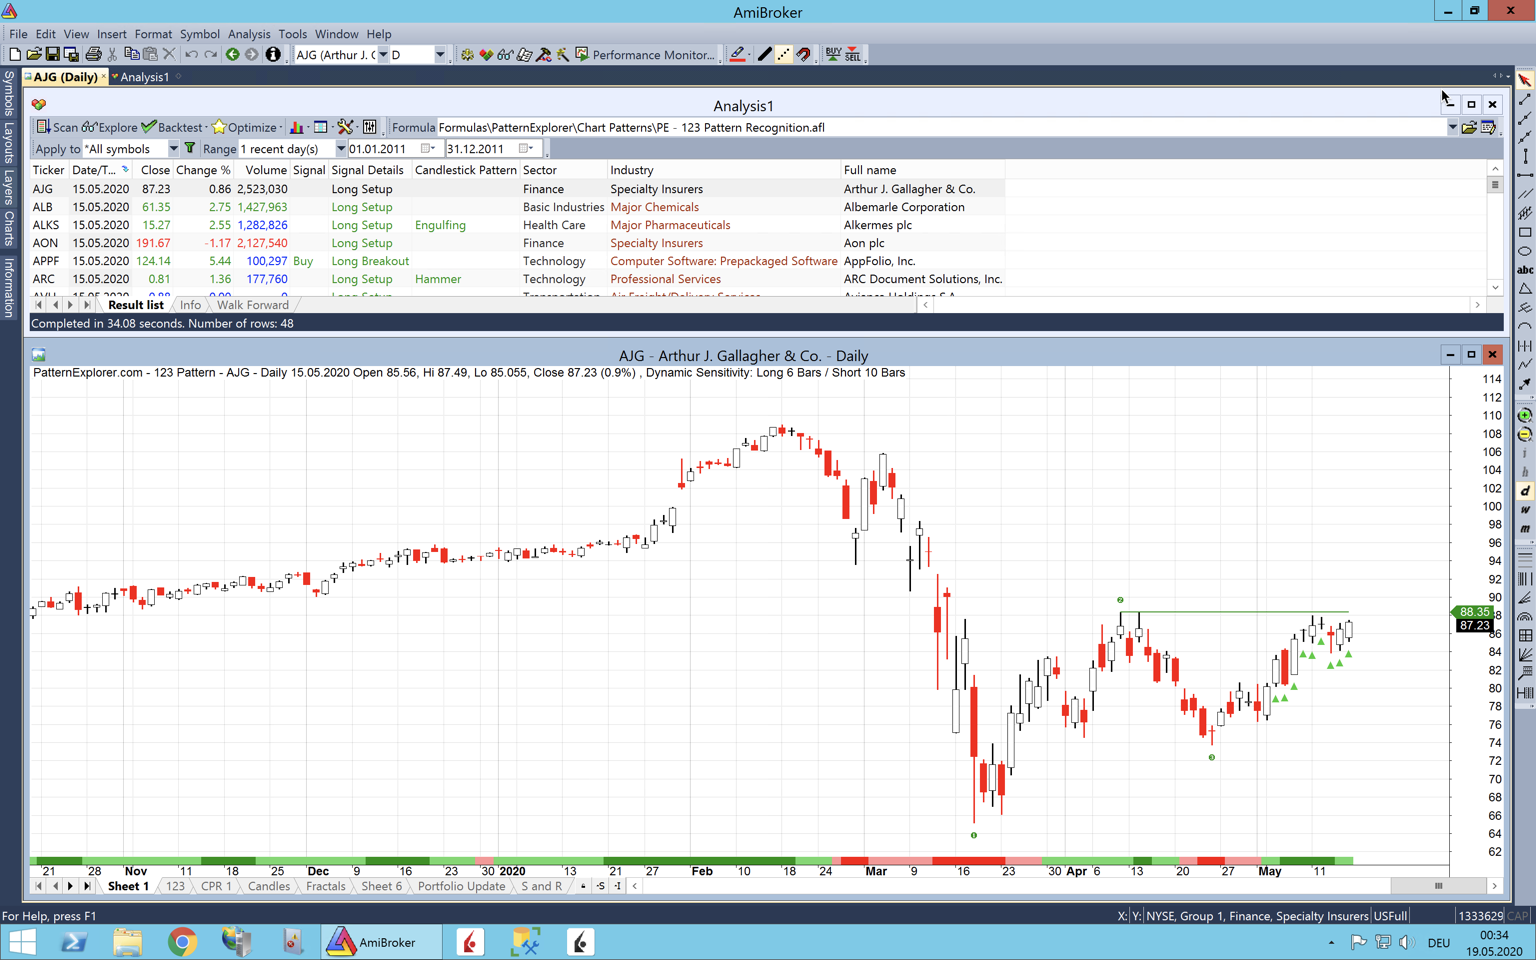 AmiBroker
File Edit View Insert Format Symbol Analysis Tools Window Help
AJG (Arthur J. ( D Performance Monitor... BUY SELL
AJG (Daily) Analysis1
Symbols
Layouts
Layers
Charts
Information
Analysis1
Scan Explore Backtest Optimize Formula Formulas\PatternExplorer\Chart Patterns\PE - 123 Pattern Recognition.afl
Apply to *All symbols Range 1 recent day(s) 01.01.2011 31.12.2011
Ticker Date/T... Close Change % Volume Signal Signal Details Candlestick Pattern Sector Industry Full name
AJG 15.05.2020 87.23 0.86 2,523,030 Long Setup Finance Specialty Insurers Arthur J. Gallagher & Co.
ALB 15.05.2020 61.35 2.75 1,427,963 Long Setup Basic Industries Major Chemicals Albemarle Corporation
ALKS 15.05.2020 15.27 2.55 1,282,826 Long Setup Engulfing Health Care Major Pharmaceuticals Alkermes plc
AON 15.05.2020 191.67 -1.17 2,127,540 Long Setup Finance Specialty Insurers Aon plc
APPF 15.05.2020 124.14 5.44 100,297 Buy Long Breakout Technology Computer Software: Prepackaged Software AppFolio, Inc.
ARC 15.05.2020 0.81 1.36 177,760 Long Setup Hammer Technology Professional Services ARC Document Solutions, Inc.
Result list Info Walk Forward
Completed in 34.08 seconds. Number of rows: 48
AJG - Arthur J. Gallagher & Co. - Daily
PatternExplorer.com - 123 Pattern - AJG - Daily 15.05.2020 Open 85.56, Hi 87.49, Lo 85.055, Close 87.23 (0.9%) , Dynamic Sensitivity: Long 6 Bars / Short 10 Bars
114
112
110
108
106
104
102
100
98
96
94
92
90
88.35
87.23
86
84
82
80
78
76
74
72
70
68
66
64
62
21 28 Nov 11 18 25 Dec 9 16 23 30 2020 13 21 27 Feb 10 18 24 Mar 9 16 23 30 Apr 6 13 20 27 May 11
Sheet 1 123 CPR 1 Candles Fractals Sheet 6 Portfolio Update S and R -S -I
abc
i
h
d
w
m
For Help, press F1 X: Y: NYSE, Group 1, Finance, Specialty Insurers USFull 1333629 CAP
AmiBroker DEU 00:34
19.05.2020